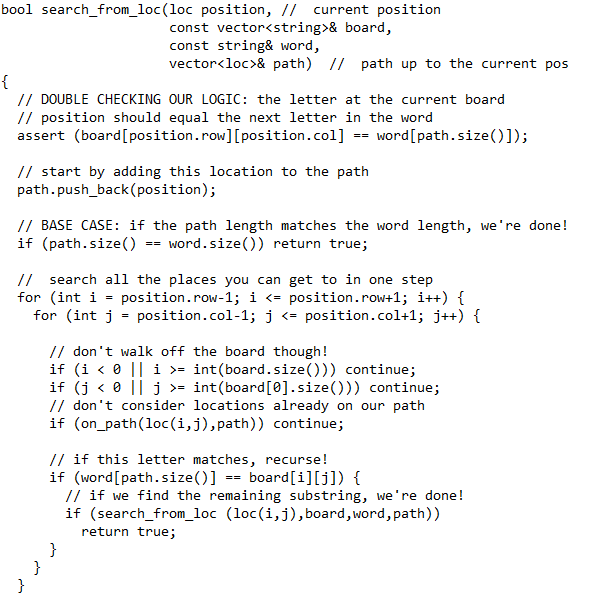 bool search_from_loc(loc position, //  current position
                     const vector<string>& board,
                     const string& word,
                     vector<loc>& path)  //  path up to the current pos
{
  // DOUBLE CHECKING OUR LOGIC: the letter at the current board
  // position should equal the next letter in the word
  assert (board[position.row][position.col] == word[path.size()]);

  // start by adding this location to the path
  path.push_back(position);

  // BASE CASE: if the path length matches the word length, we're done!
  if (path.size() == word.size()) return true;

  //  search all the places you can get to in one step
  for (int i = position.row-1; i <= position.row+1; i++) {
    for (int j = position.col-1; j <= position.col+1; j++) {

      // don't walk off the board though!
      if (i < 0 || i >= int(board.size())) continue;
      if (j < 0 || j >= int(board[0].size())) continue;
      // don't consider locations already on our path
      if (on_path(loc(i,j),path)) continue;

      // if this letter matches, recurse!
      if (word[path.size()] == board[i][j]) {
        // if we find the remaining substring, we're done!
        if (search_from_loc (loc(i,j),board,word,path))
          return true;
      }
    }
  }